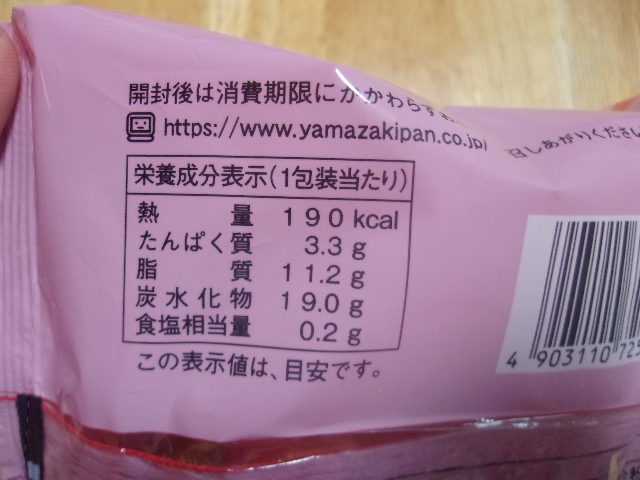 開封後は消費期限にかかわらずお
召しあがりください
https://www.yamazakipan.co.jp/
栄養成分表示(1包装当たり)
熱量 190kcal
たんぱく質 3.3g
脂質 11.2g
炭水化物 19.0g
食塩相当量 0.2g
この表示値は、目安です。
4 903110 725